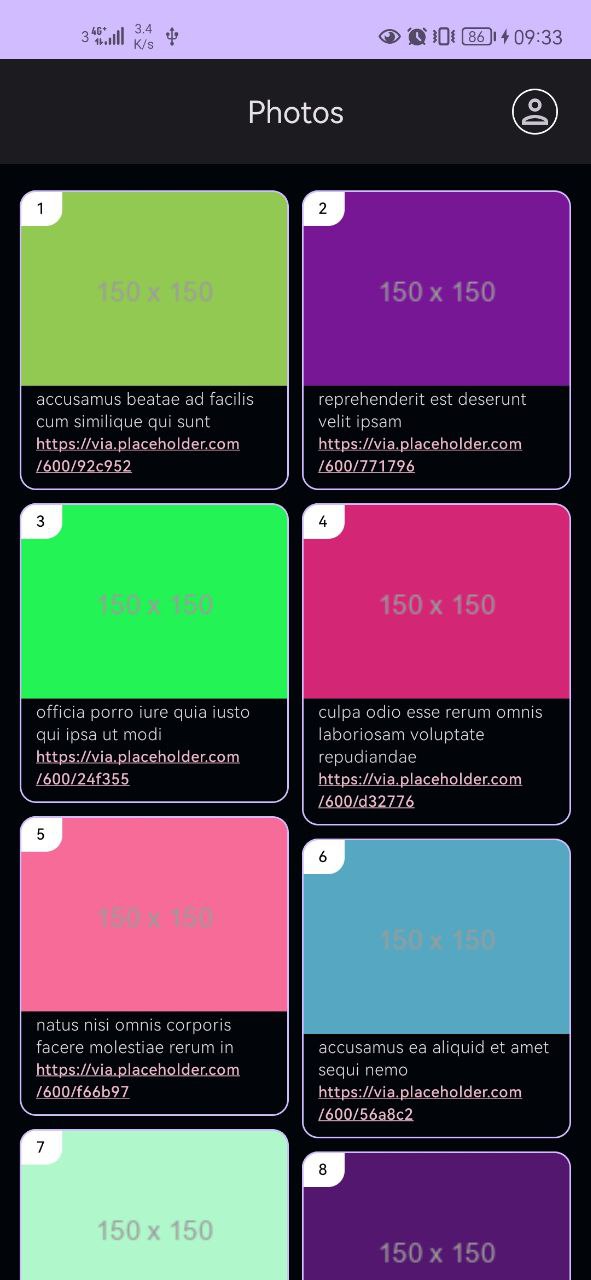 3 4G+ 3.4 K/s 86 09:33
Photos
1
150 x 150
accusamus beatae ad facilis
cum similique qui sunt
https://via.placeholder.com
/600/92c952
2
150 x 150
reprehenderit est deserunt
velit ipsam
https://via.placeholder.com
/600/771796
3
150 x 150
officia porro iure quia iusto
qui ipsa ut modi
https://via.placeholder.com
/600/24f355
4
150 x 150
culpa odio esse rerum omnis
laboriosam voluptate
repudiandae
https://via.placeholder.com
/600/d32776
5
150 x 150
natus nisi omnis corporis
facere molestiae rerum in
https://via.placeholder.com
/600/f66b97
6
150 x 150
accusamus ea aliquid et amet
sequi nemo
https://via.placeholder.com
/600/56a8c2
7
150 x 150
8
150 x 150